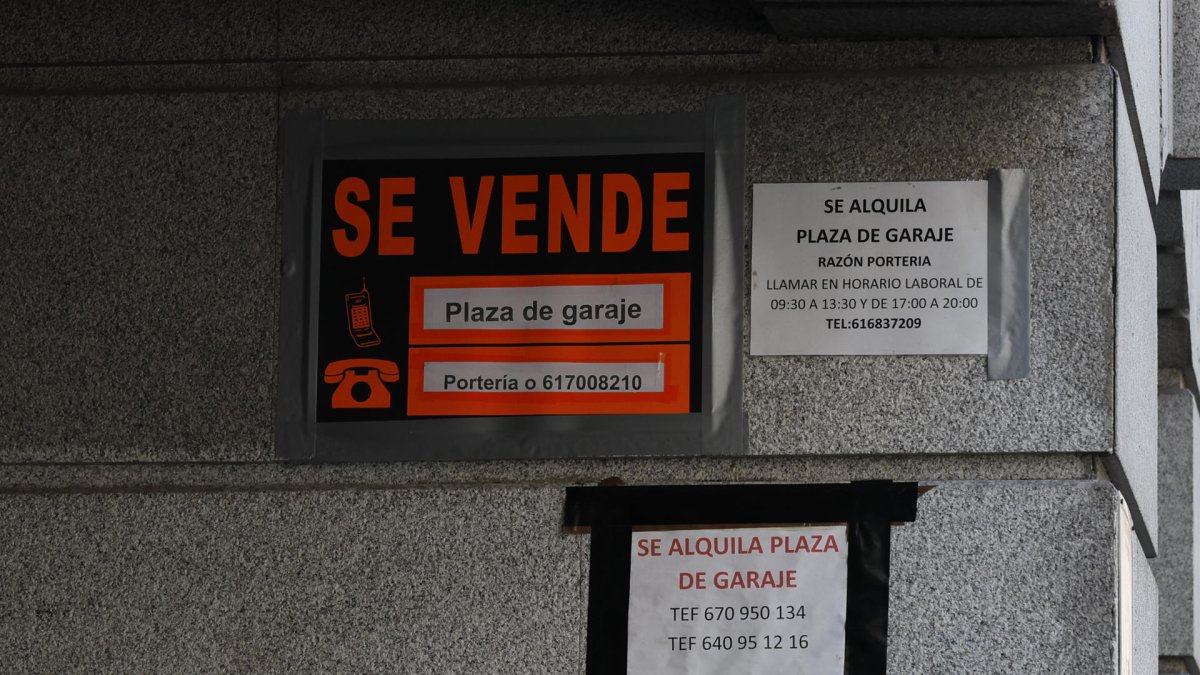 SE VENDE
Plaza de garaje
Portería o 617008210
SE ALQUILA
PLAZA DE GARAJE
RAZÓN PORTERIA
LLAMAR EN HORARIO LABORAL DE
09:30 A 13:30 Y DE 17:00 A 20:00
TEL:616837209
SE ALQUILA PLAZA
DE GARAJE
TEF 670 950 134
TEF 640 95 12 16